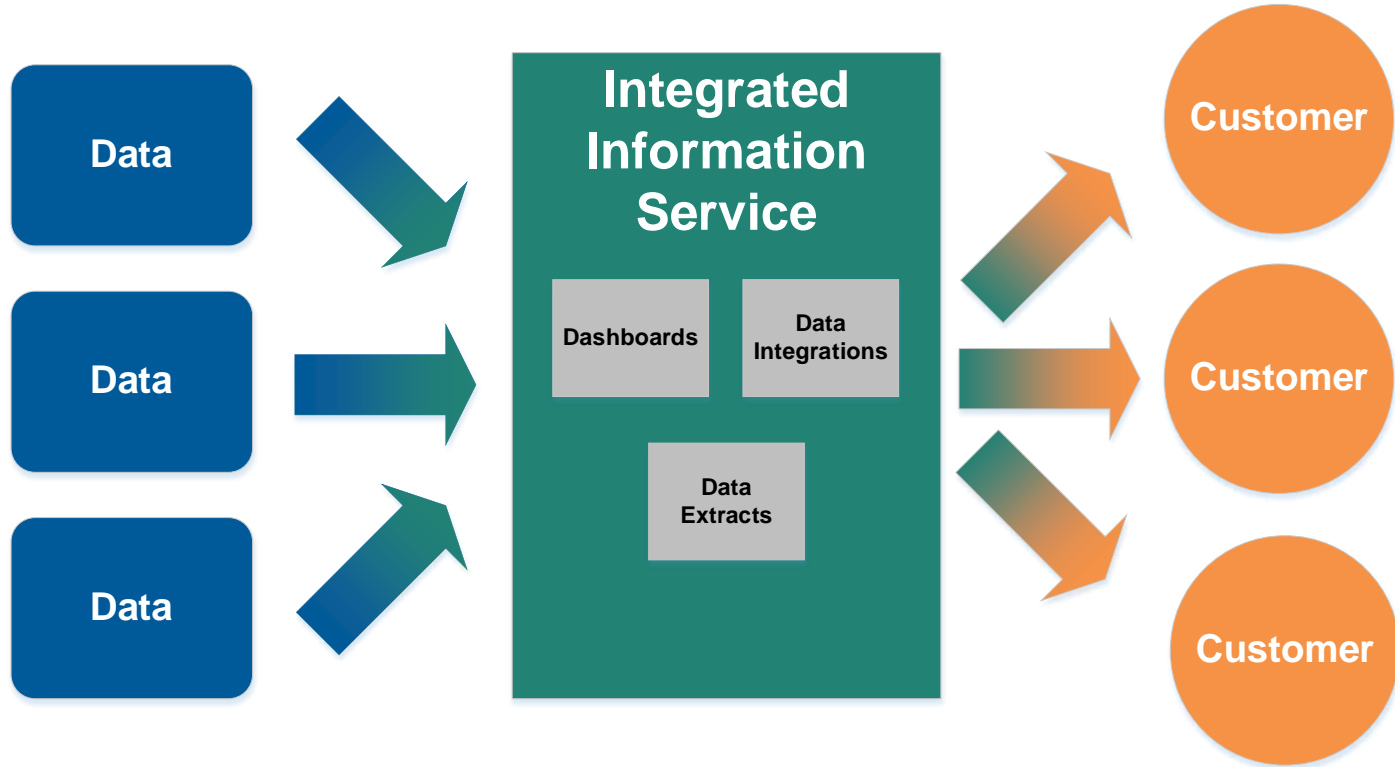 Data
Data
Data
Integrated
Information
Service
Dashboards
Data
Integrations
Data
Extracts
Customer
Customer
Customer